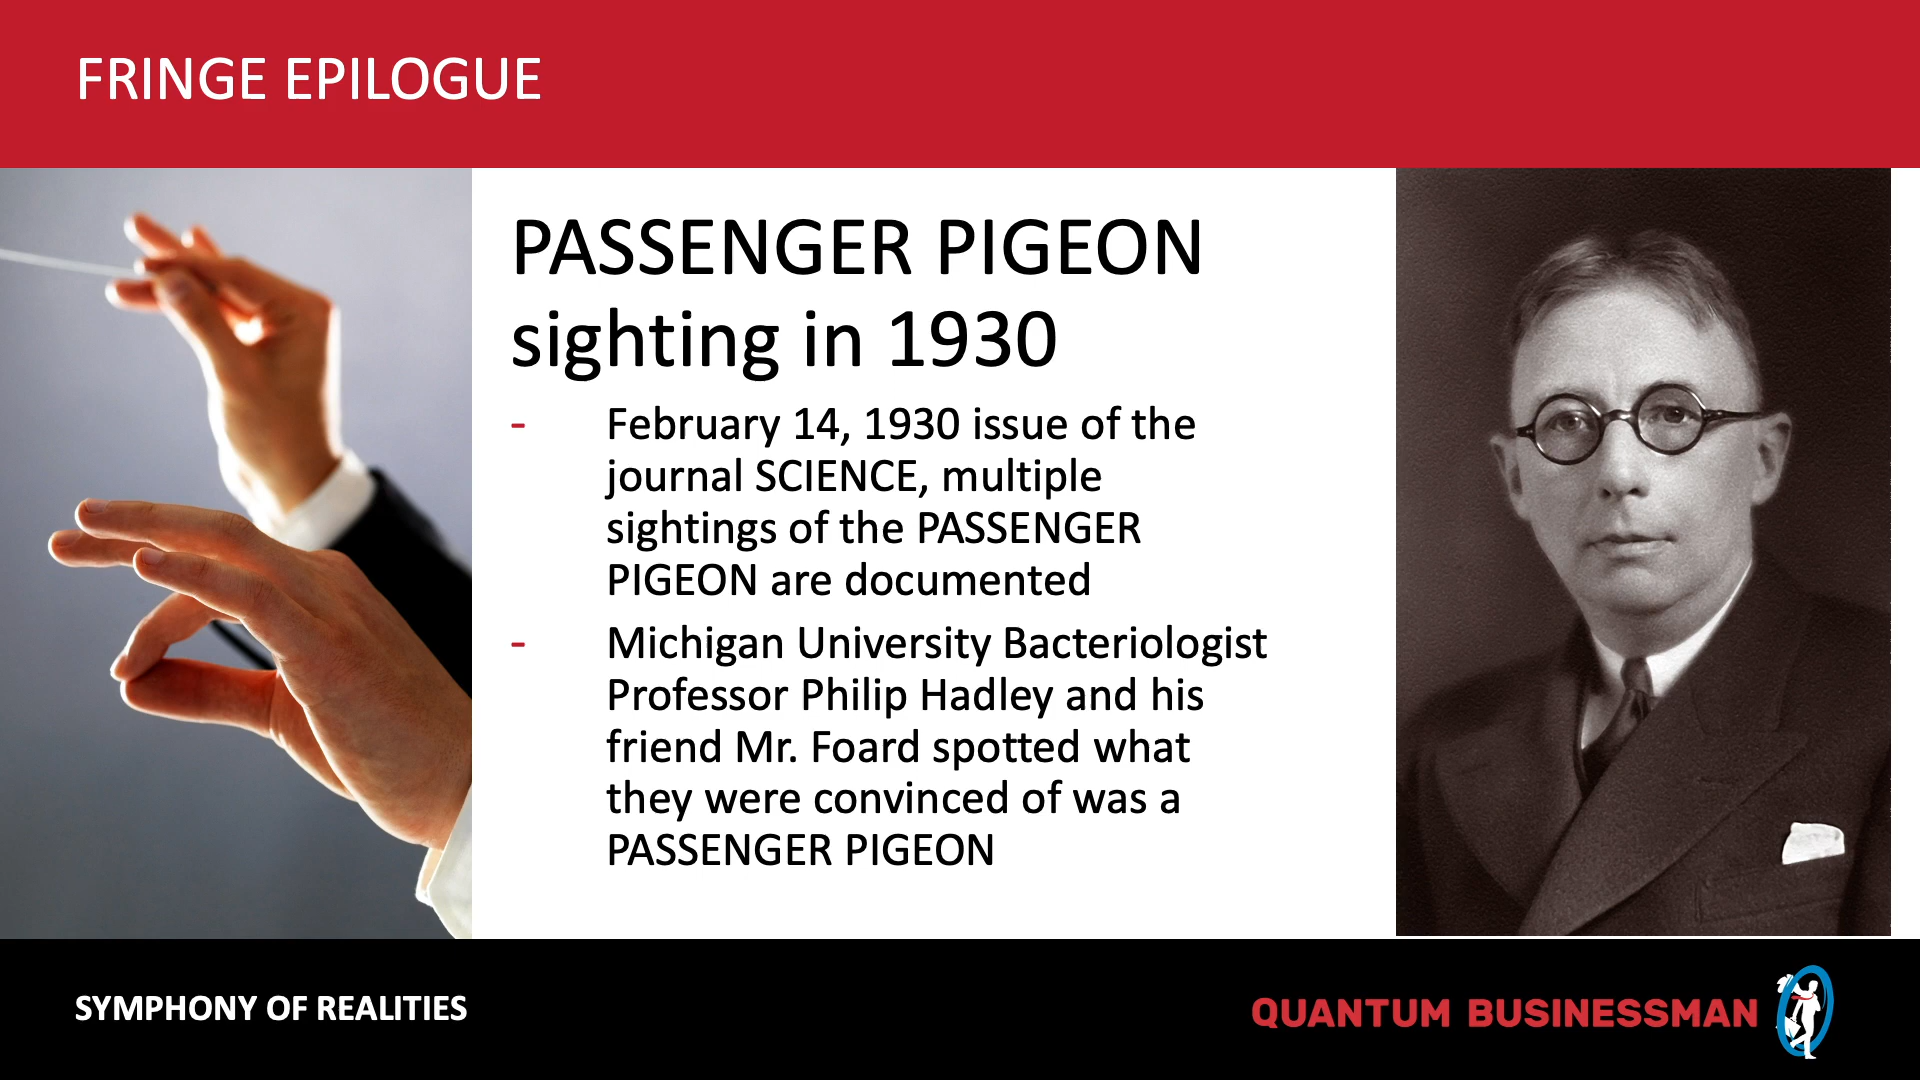 FRINGE EPILOGUE
PASSENGER PIGEON
sighting in 1930
- February 14, 1930 issue of the
journal SCIENCE, multiple
sightings of the PASSENGER
PIGEON are documented
- Michigan University Bacteriologist
Professor Philip Hadley and his
friend Mr. Foard spotted what
they were convinced of was a
PASSENGER PIGEON
SYMPHONY OF REALITIES
QUANTUM BUSINESSMAN